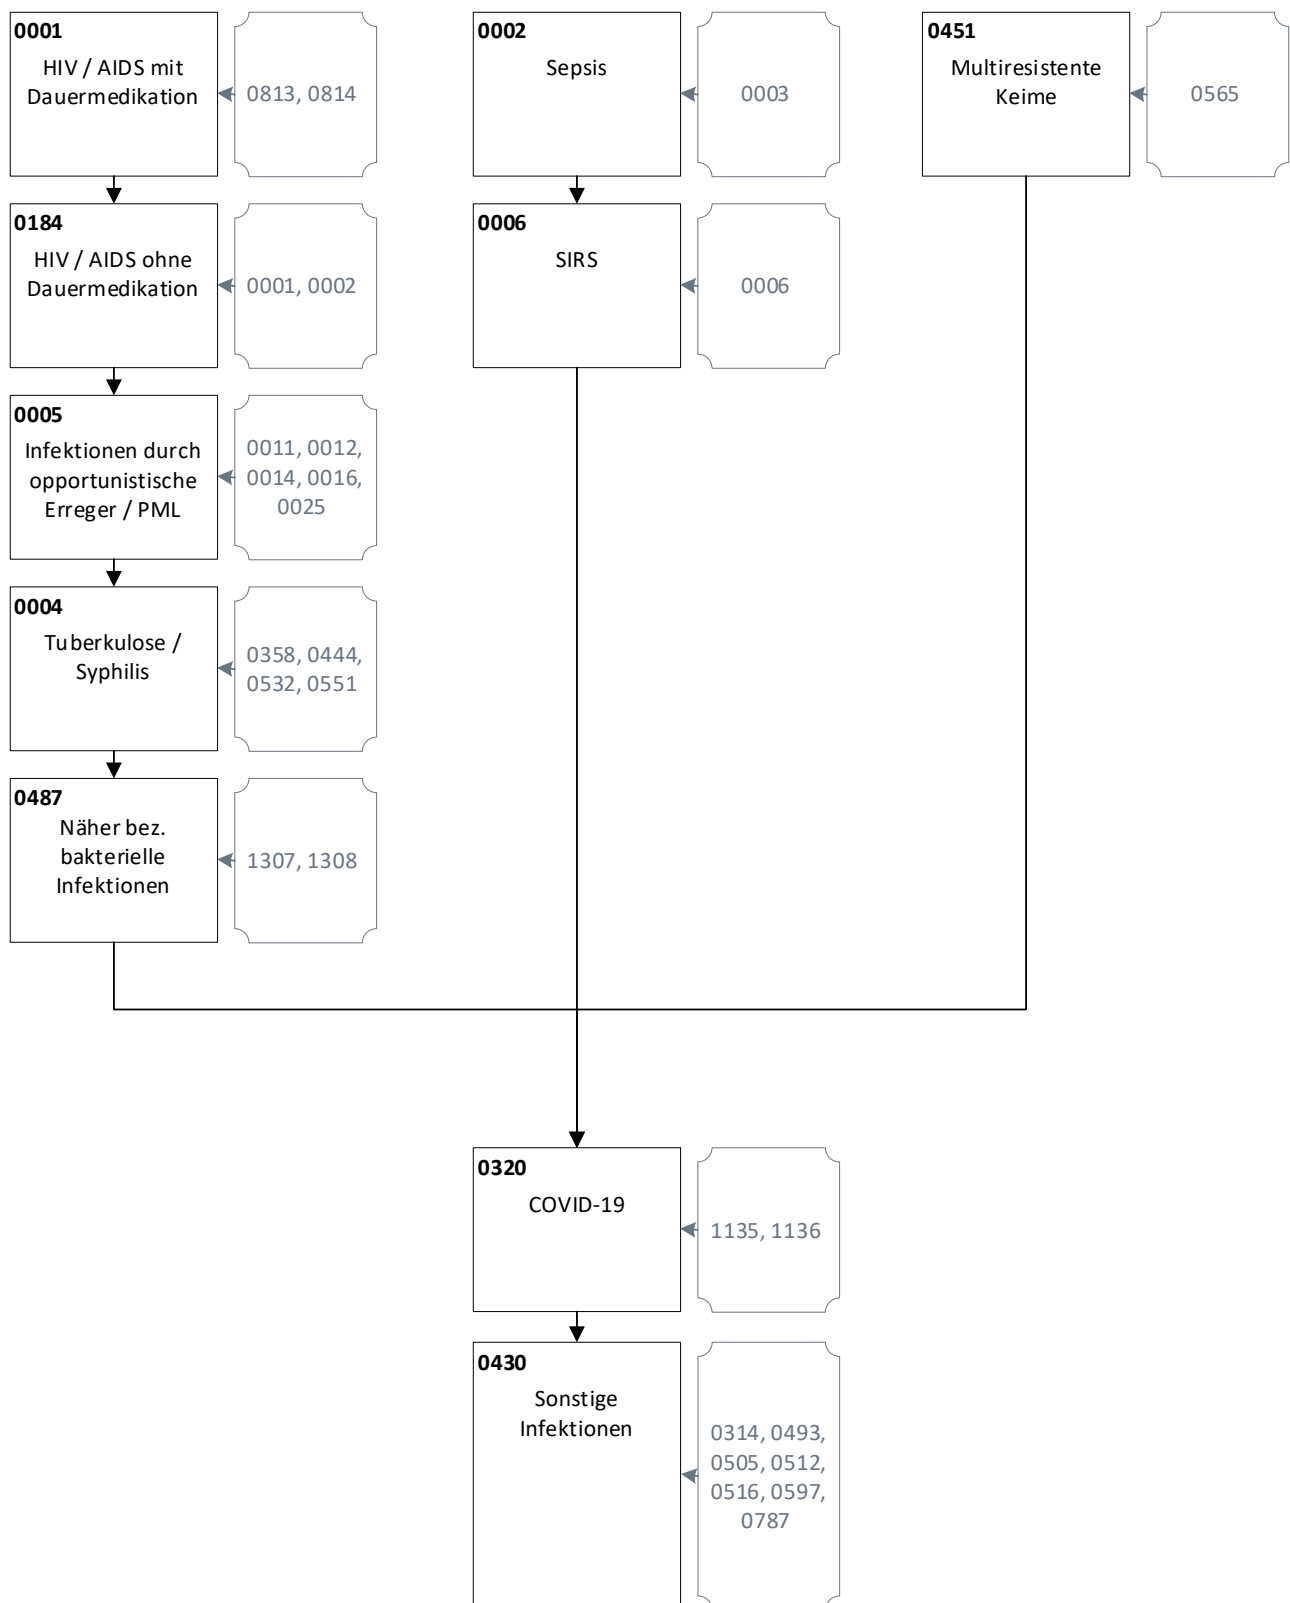 0001
HIV / AIDS mit
Dauermedikation
0813, 0814
0002
Sepsis
0003
0451
Multiresistente
Keime
0565
0184
HIV / AIDS ohne
Dauermedikation
0001, 0002
0006
SIRS
0006
0005
Infektionen durch
opportunistische
Erreger / PML
0011, 0012,
0014, 0016,
0025
0004
Tuberkulose /
Syphilis
0358, 0444,
0532, 0551
0487
Näher bez.
bakterielle
Infektionen
1307, 1308
0320
COVID-19
1135, 1136
0430
Sonstige
Infektionen
0314, 0493,
0505, 0512,
0516, 0597,
0787